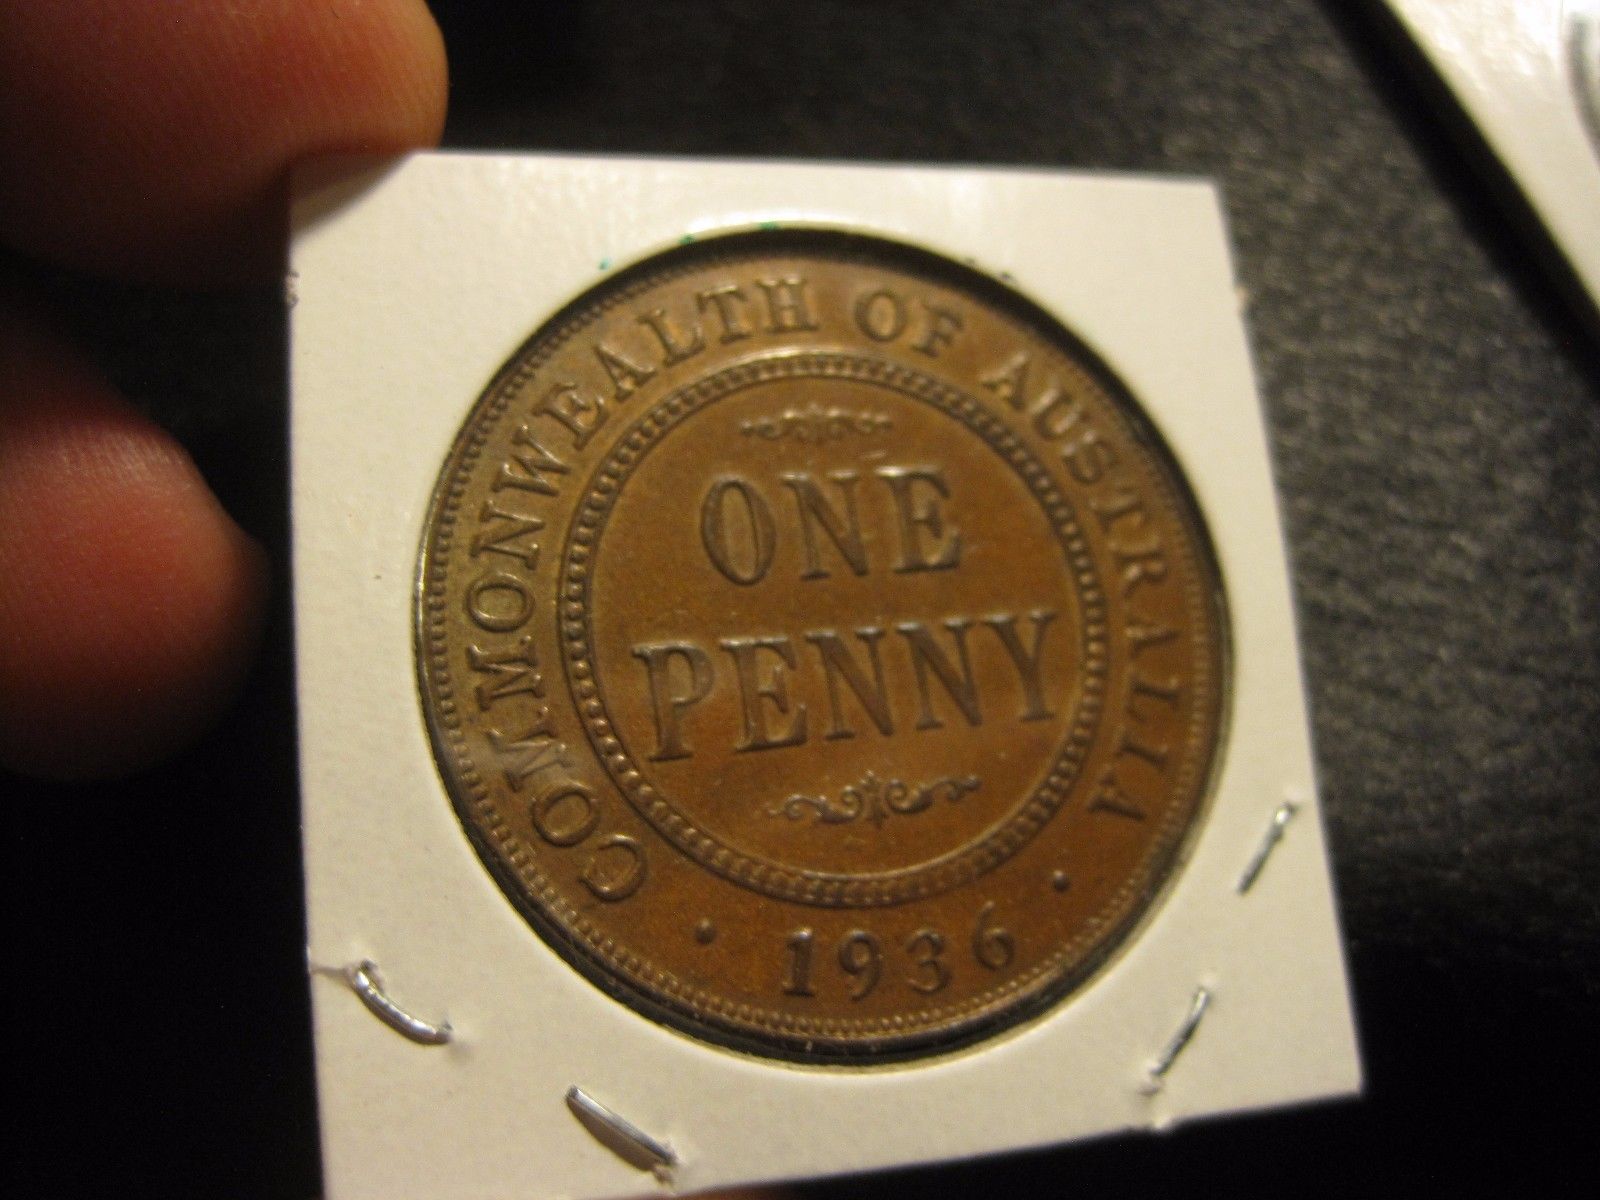 COMMONWEALTH OF AUSTRALIA
ONE
PENNY
· 1936 ·